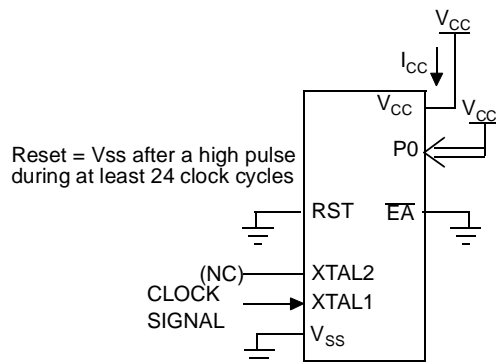 VCC
ICC
VCC
VCC
P0
Reset = Vss after a high pulse
during at least 24 clock cycles
RST
EA
(NC)
XTAL2
CLOCK
SIGNAL
XTAL1
VSS